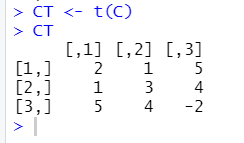 > CT <- t(C)
> CT
     [,1] [,2] [,3]
[1,]    2    1    5
[2,]    1    3    4
[3,]    5    4   -2
>